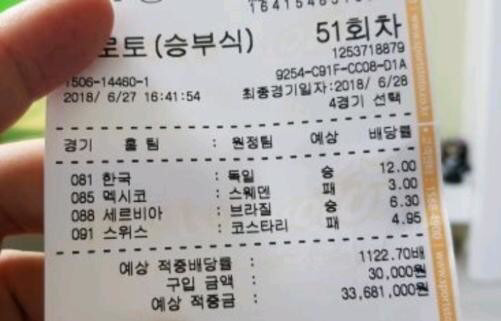 로토 (승부식) 51회차
1253718879
1506-14460-1 9254-C91F-CC08-D1A
2018/ 6/27 16:41:54 최종경기일자:2018/ 6/28
4경기 선택
경기 홈 팀 : 원정팀 예상 배당률
081 한국 : 독일 승 12.00
085 멕시코 : 스웨덴 패 3.00
088 세르비아 : 브라질 승 6.30
091 스위스 : 코스타리 패 4.95
예상 적중배당률 : 1122.70배
구입 금액 : 30,000원
예상 적중금 : 33,681,000원